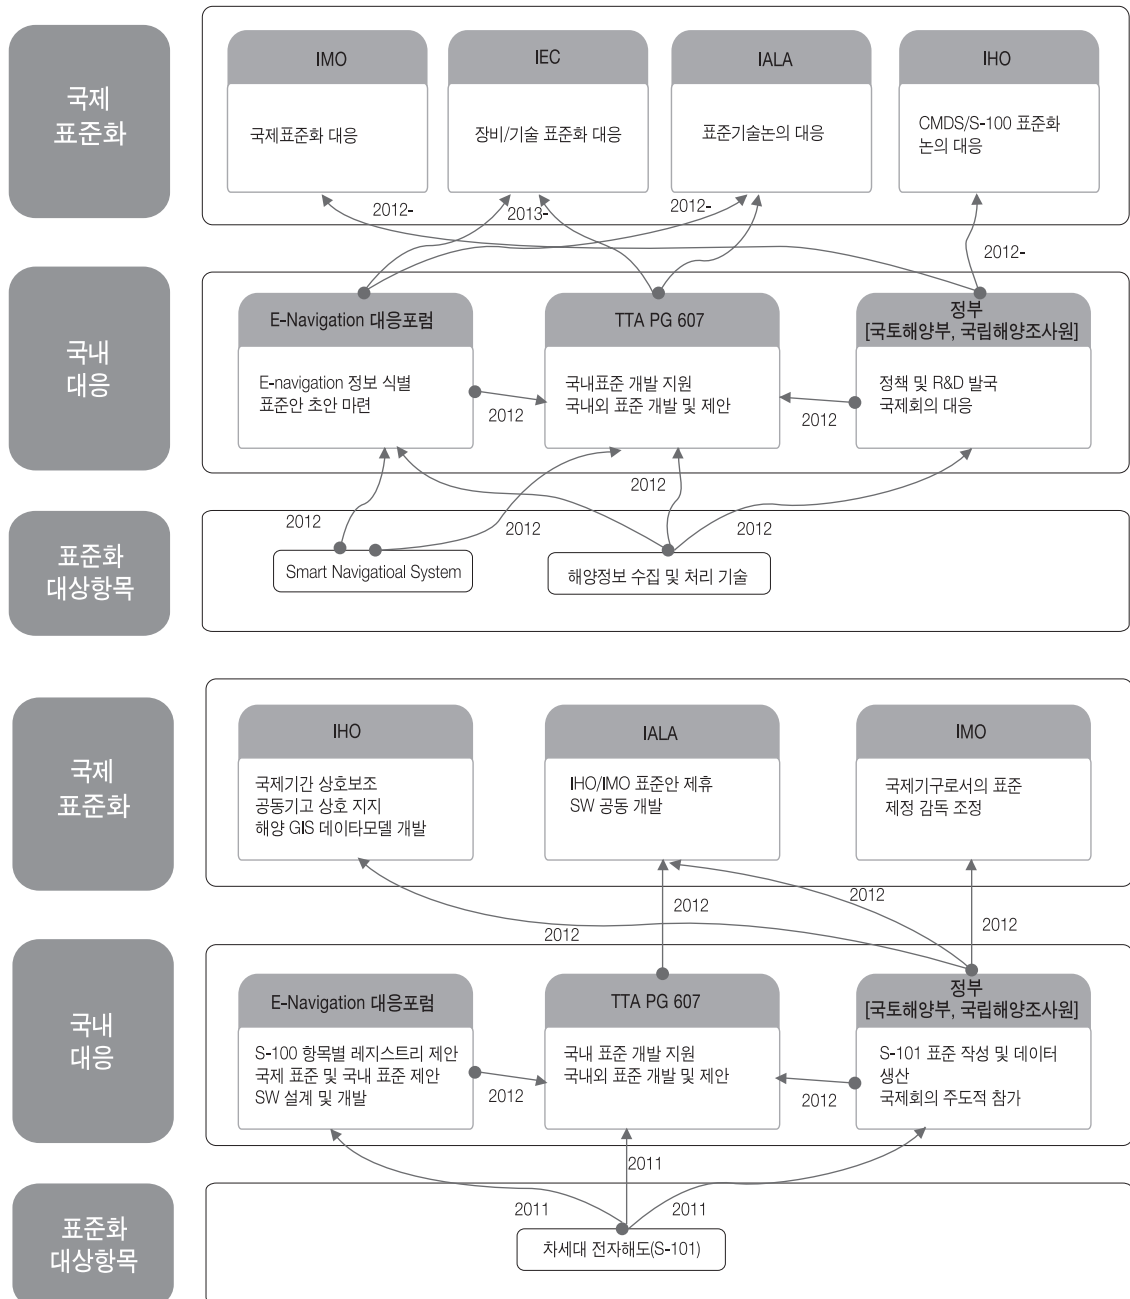 국제
표준화
IMO
국제표준화 대응
IEC
장비/기술 표준화 대응
IALA
표준기술논의 대응
IHO
CMDS/S-100 표준화
논의 대응
2012-
2013-
2012-
2012-
국내
대응
E-Navigation 대응포럼
E-navigation 정보 식별
표준안 초안 마련
2012
TTA PG 607
국내표준 개발 지원
국내외 표준 개발 및 제안
2012
정부
[국토해양부, 국립해양조사원]
정책 및 R&D 발국
국제회의 대응
2012
2012
2012
2012
표준화
대상항목
Smart Navigatioal System
해양정보 수집 및 처리 기술
국제
표준화
IHO
국제기간 상호보조
공동기고 상호 지지
해양 GIS 데이타모델 개발
IALA
IHO/IMO 표준안 제휴
SW 공동 개발
IMO
국제기구로서의 표준
제정 감독 조정
2012
2012
2012
2012
국내
대응
E-Navigation 대응포럼
S-100 항목별 레지스트리 제안
국제 표준 및 국내 표준 제안
SW 설계 및 개발
2012
TTA PG 607
국내 표준 개발 지원
국내외 표준 개발 및 제안
2012
정부
[국토해양부, 국립해양조사원]
S-101 표준 작성 및 데이터
생산
국제회의 주도적 참가
2011
2011
2011
표준화
대상항목
차세대 전자해도(S-101)